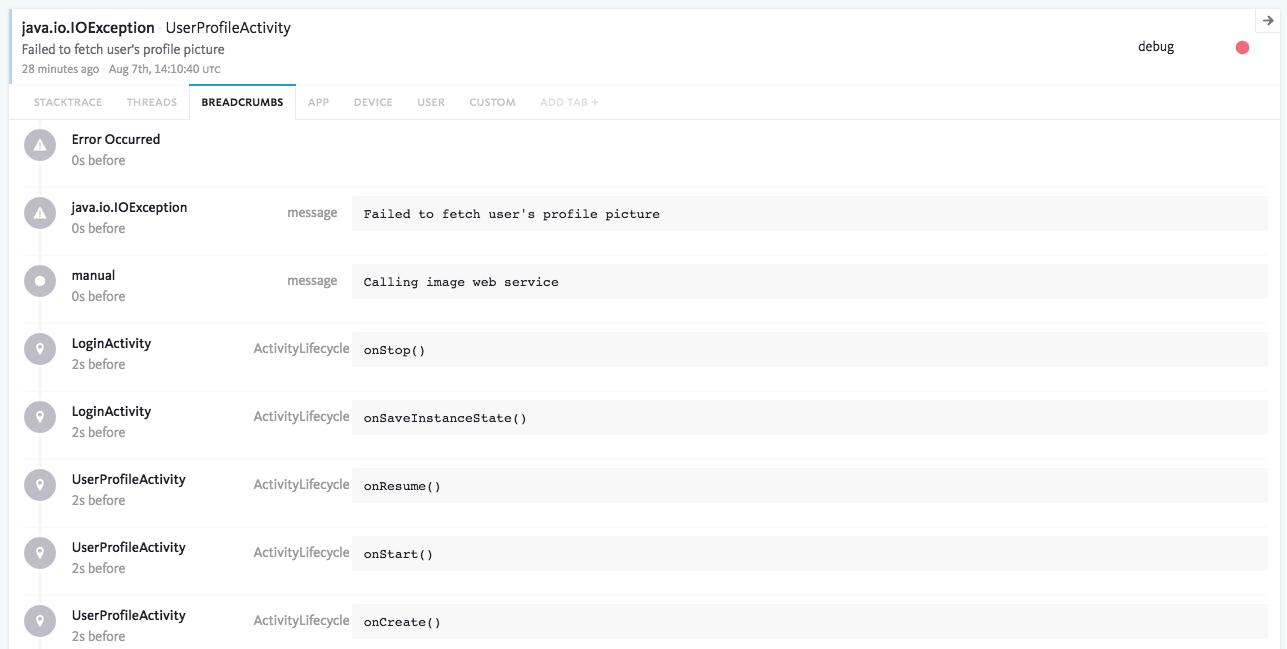 java.io.IOException · UserProfileActivity
Failed to fetch user's profile picture
28 minutes ago · Aug 7th, 14:10:40 UTC
debug
STACKTRACE THREADS BREADCRUMBS APP DEVICE USER CUSTOM ADD TAB +
Error Occurred
0s before
java.io.IOException message Failed to fetch user's profile picture
0s before
manual message Calling image web service
0s before
LoginActivity ActivityLifecycle onStop()
2s before
LoginActivity ActivityLifecycle onSaveInstanceState()
2s before
UserProfileActivity ActivityLifecycle onResume()
2s before
UserProfileActivity ActivityLifecycle onStart()
2s before
UserProfileActivity ActivityLifecycle onCreate()
2s before